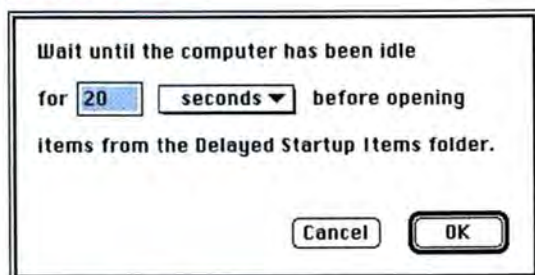 Wait until the computer has been idle
for 20 seconds before opening
items from the Delayed Startup Items folder.
Cancel OK